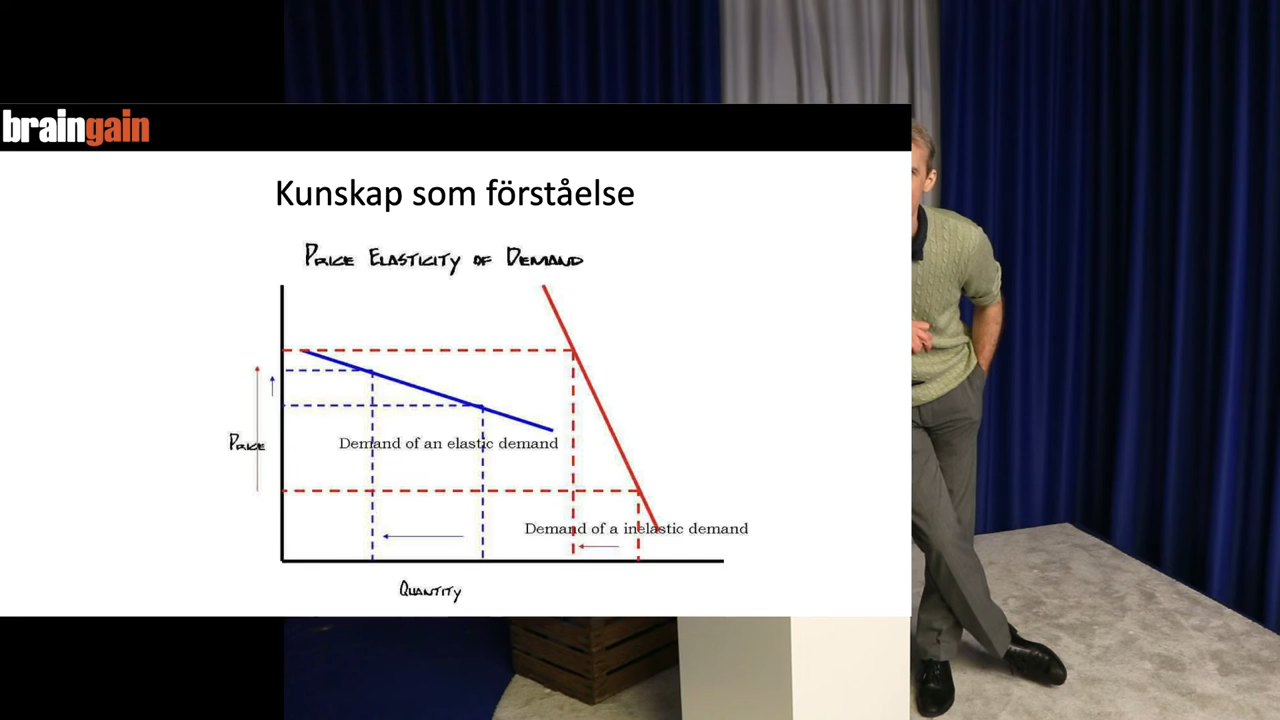 braingain
Kunskap som förståelse
Price Elasticity of Demand
Price
Demand of an elastic demand
Demand of a inelastic demand
Quantity